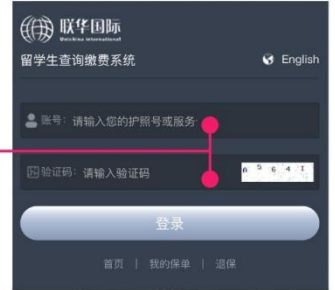 联华国际
留学生查询缴费系统
English
账号：请输入您的护照号或服务
验证码：请输入验证码
登录
首页 | 我的保单 | 退保